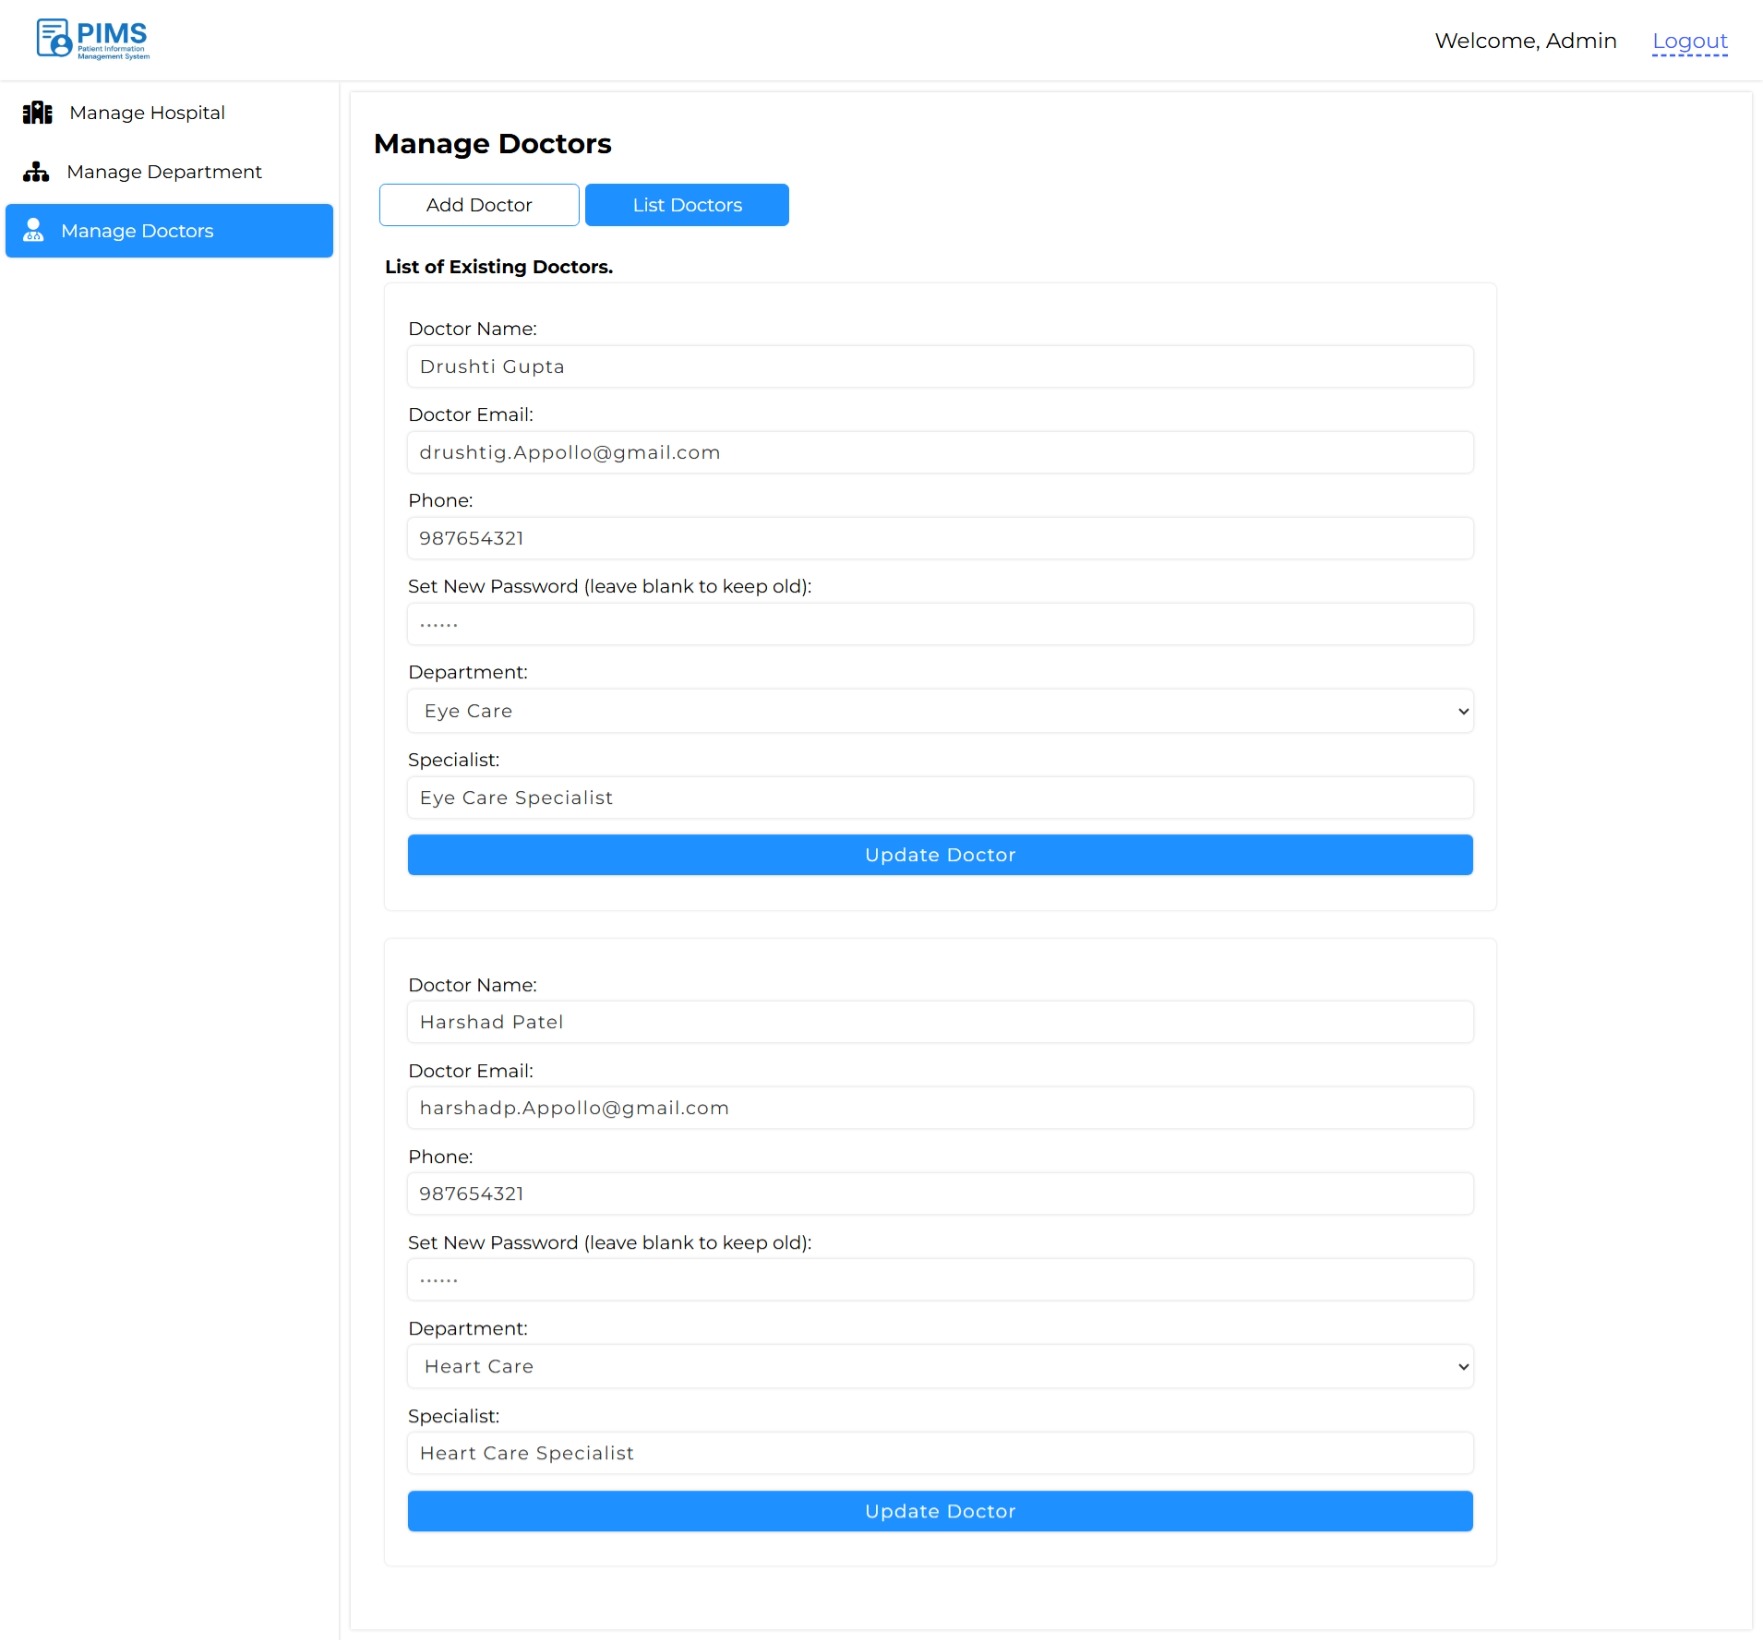 PIMS
Patient Information
Management System
Welcome, Admin
Logout
Manage Hospital
Manage Department
Manage Doctors
Manage Doctors
Add Doctor
List Doctors
List of Existing Doctors.
Doctor Name:
Drushti Gupta
Doctor Email:
drushtig.Appollo@gmail.com
Phone:
987654321
Set New Password (leave blank to keep old):
......
Department:
Eye Care
Specialist:
Eye Care Specialist
Update Doctor
Doctor Name:
Harshad Patel
Doctor Email:
harshadp.Appollo@gmail.com
Phone:
987654321
Set New Password (leave blank to keep old):
......
Department:
Heart Care
Specialist:
Heart Care Specialist
Update Doctor